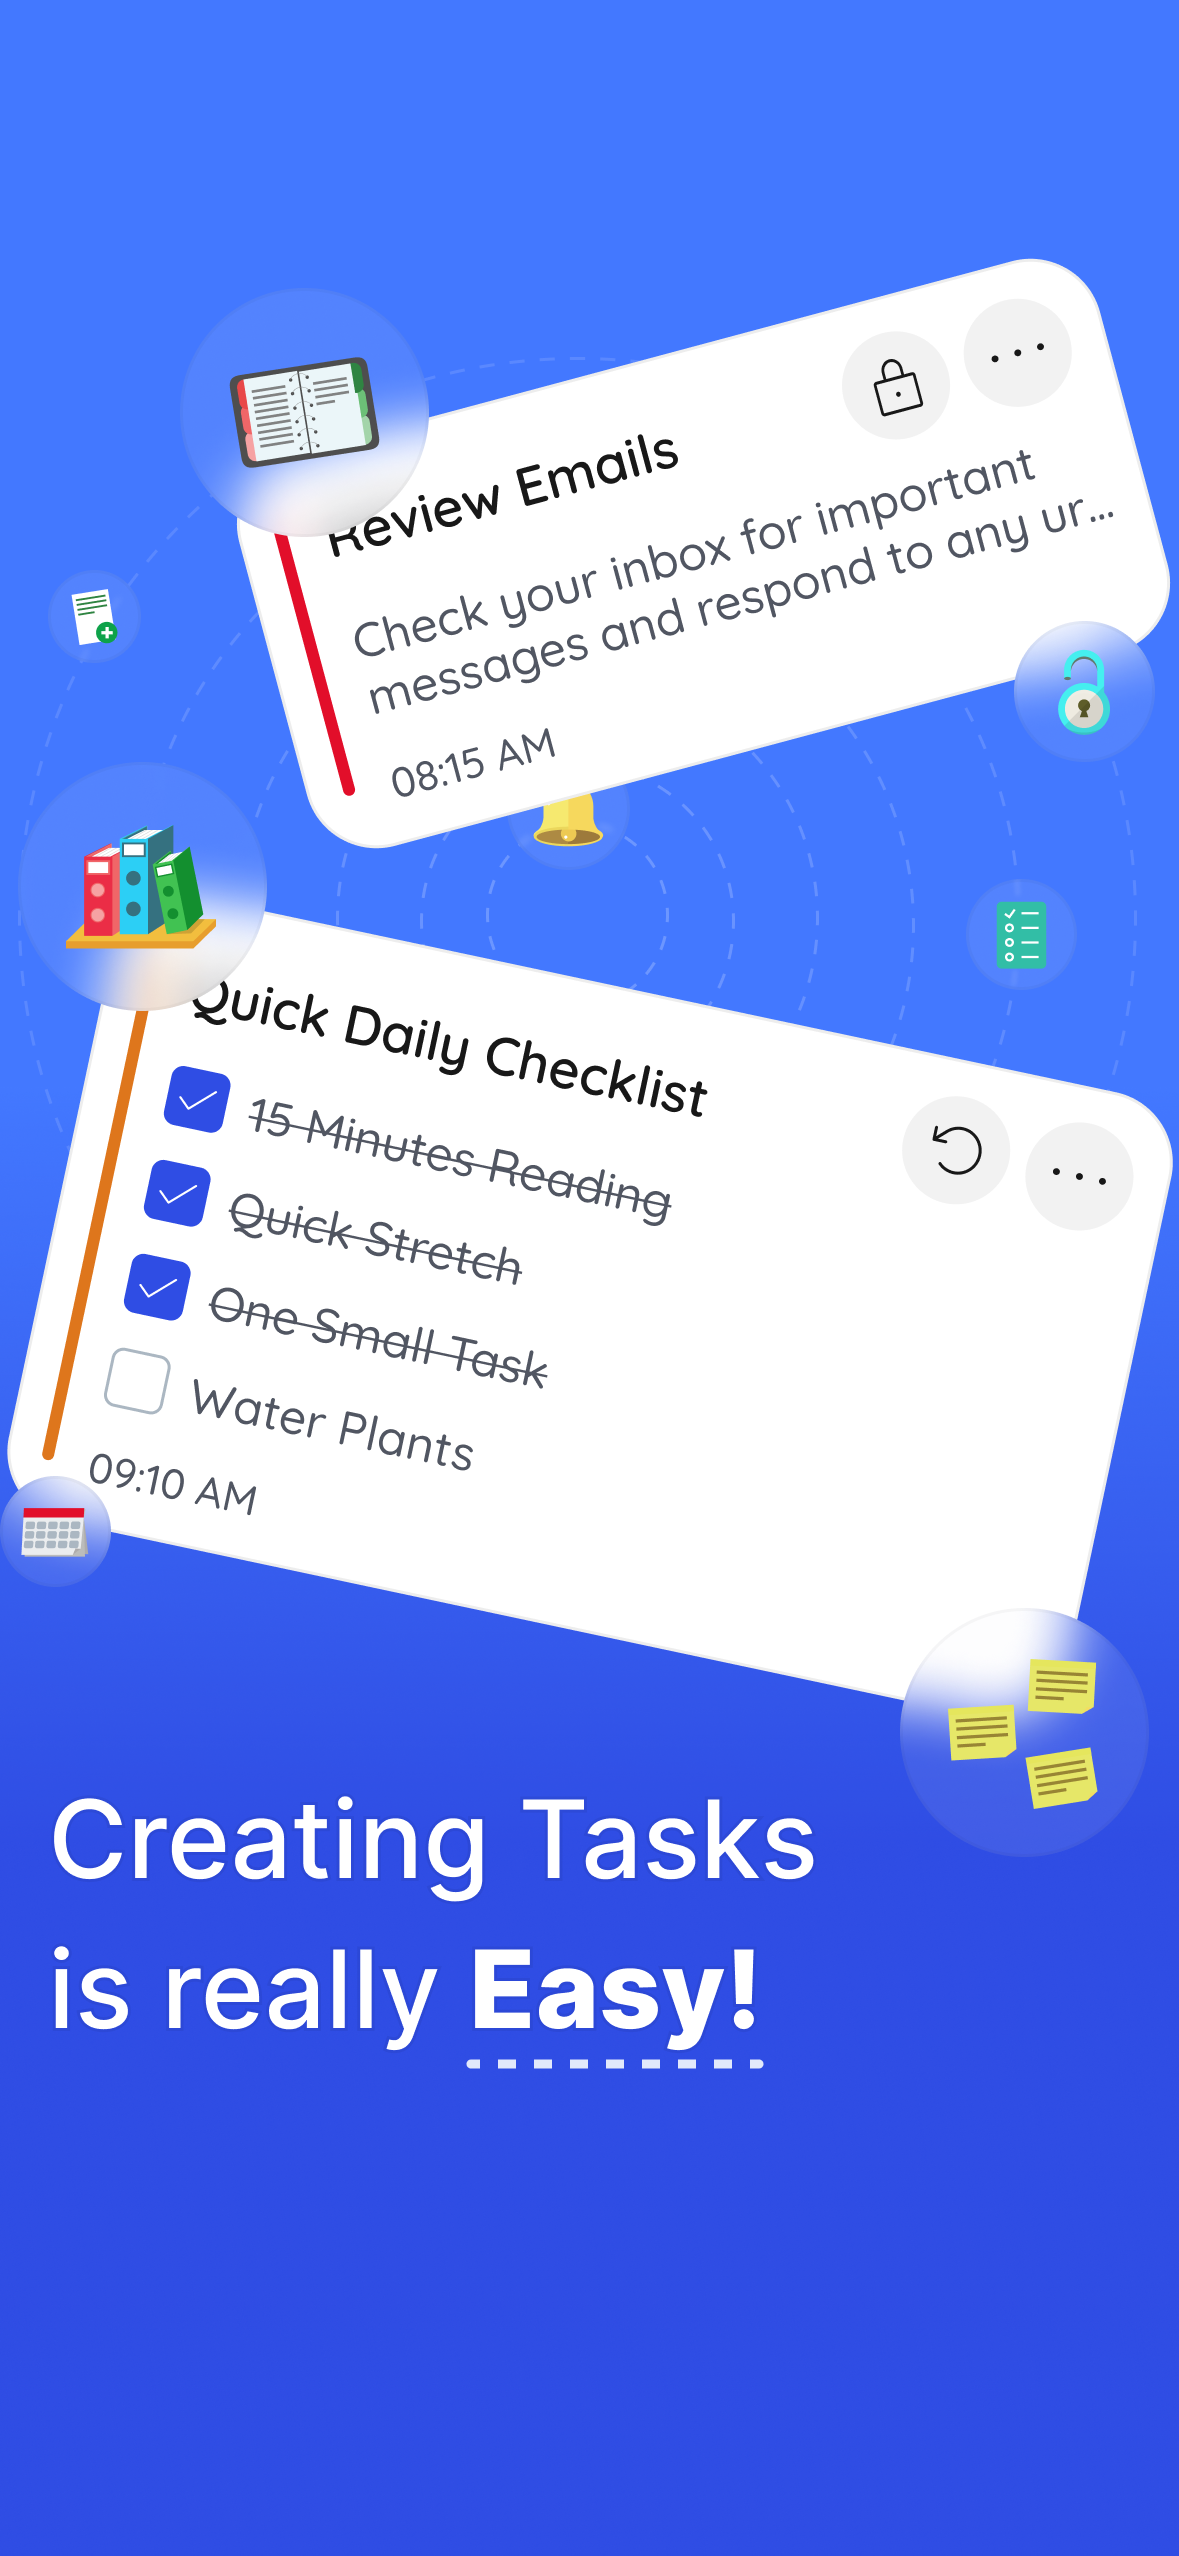 Review Emails
Check your inbox for important
messages and respond to any ur...
08:15 AM
Quick Daily Checklist
15 Minutes Reading
Quick Stretch
One Small Task
Water Plants
09:10 AM
Creating Tasks
is really Easy!